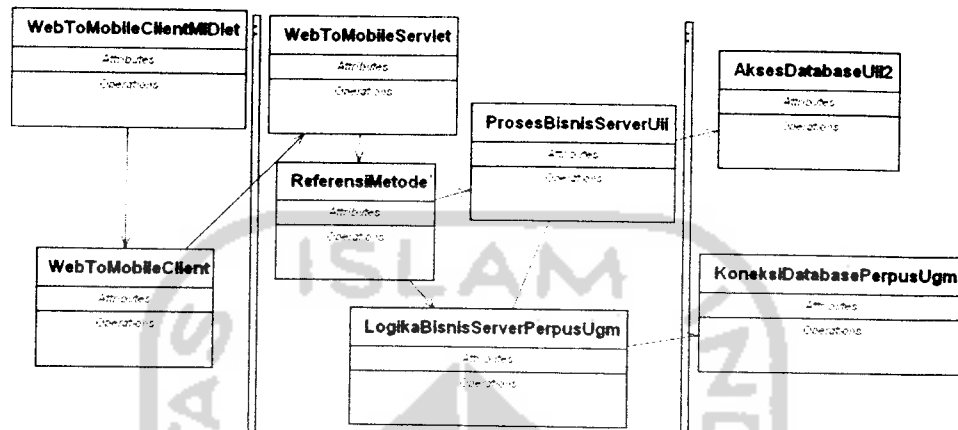 WebToMobileClientMIDlet
Attributes
Operations
WebToMobileServlet
Attributes
Operations
AksesDatabaseUII2
Attributes
Operations
ProsesBisnisServerUII
Attributes
Operations
ReferensiMetode
Attributes
Operations
WebToMobileClient
Attributes
Operations
KoneksiDatabasePerpusUgm
Attributes
Operations
LogikaBisnisServerPerpusUgm
Attributes
Operations
ISLAM